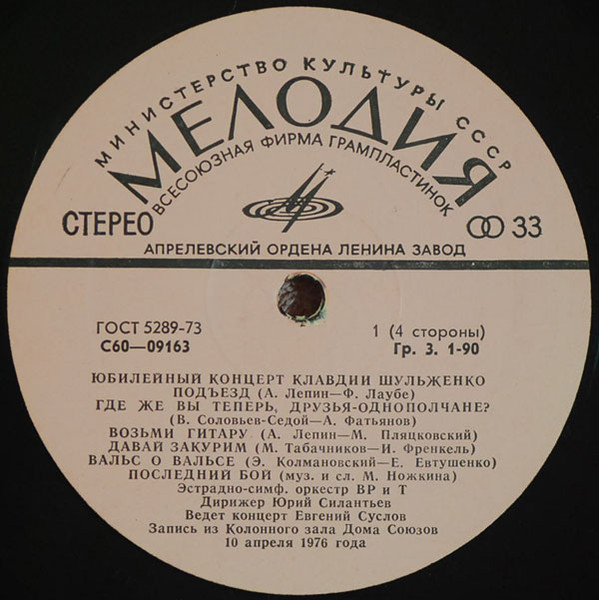 МИНИСТЕРСТВО КУЛЬТУРЫ СССР
МЕЛОДИЯ
ВСЕСОЮЗНАЯ ФИРМА ГРАМПЛАСТИНОК
СТЕРЕО
33
АПРЕЛЕВСКИЙ ОРДЕНА ЛЕНИНА ЗАВОД
ГОСТ 5289-73
1 (4 стороны)
С60—09163
Гр. 3. 1-90
ЮБИЛЕЙНЫЙ КОНЦЕРТ КЛАВДИИ ШУЛЬЖЕНКО
ПОДЪЕЗД (А. Лепин—Ф. Лаубе)
ГДЕ ЖЕ ВЫ ТЕПЕРЬ, ДРУЗЬЯ-ОДНОПОЛЧАНЕ?
(В. Соловьев-Седой—А. Фатьянов)
ВОЗЬМИ ГИТАРУ (А. Лепин—М. Пляцковский)
ДАВАЙ ЗАКУРИМ (М. Табачников—И. Френкель)
ВАЛЬС О ВАЛЬСЕ (Э. Колмановский—Е. Евтушенко)
ПОСЛЕДНИЙ БОЙ (муз. и сл. М. Ножкина)
Эстрадно-симф. оркестр ВР и Т
Дирижер Юрий Силантьев
Ведет концерт Евгений Суслов
Запись из Колонного зала Дома Союзов
10 апреля 1976 года